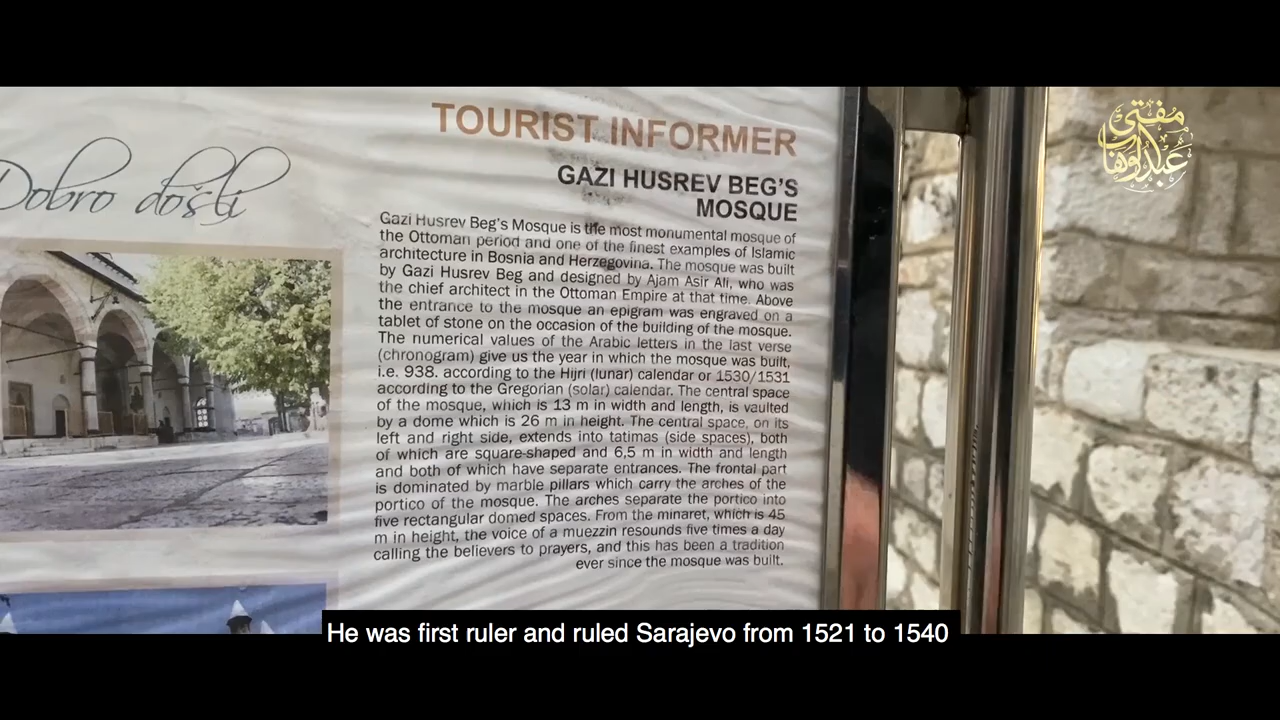 Dobro došli
TOURIST INFORMER
GAZI HUSREV BEG'S
MOSQUE
Gazi Husrev Beg's Mosque is the most monumental mosque of
the Ottoman period and one of the finest examples of Islamic
architecture in Bosnia and Herzegovina. The mosque was built
by Gazi Husrev Beg and designed by Ajam Asir Ali, who was
the chief architect in the Ottoman Empire at that time. Above
the entrance to the mosque an epigram was engraved on a
tablet of stone on the occasion of the building of the mosque.
The numerical values of the Arabic letters in the last verse
(chronogram) give us the year in which the mosque was built,
i.e. 938. according to the Hijri (lunar) calendar or 1530/1531
according to the Gregorian (solar) calendar. The central space
of the mosque, which is 13 m in width and length, is vaulted
by a dome which is 26 m in height. The central space, on its
left and right side, extends into tatimas (side spaces), both
of which are square-shaped and 6,5 m in width and length
and both of which have separate entrances. The frontal part
is dominated by marble pillars which carry the arches of the
portico of the mosque. The arches separate the portico into
five rectangular domed spaces. From the minaret, which is 45
m in height, the voice of a muezzin resounds five times a day
calling the believers to prayers, and this has been a tradition
ever since the mosque was built.
مفتی
عبدالوهاب
He was first ruler and ruled Sarajevo from 1521 to 1540